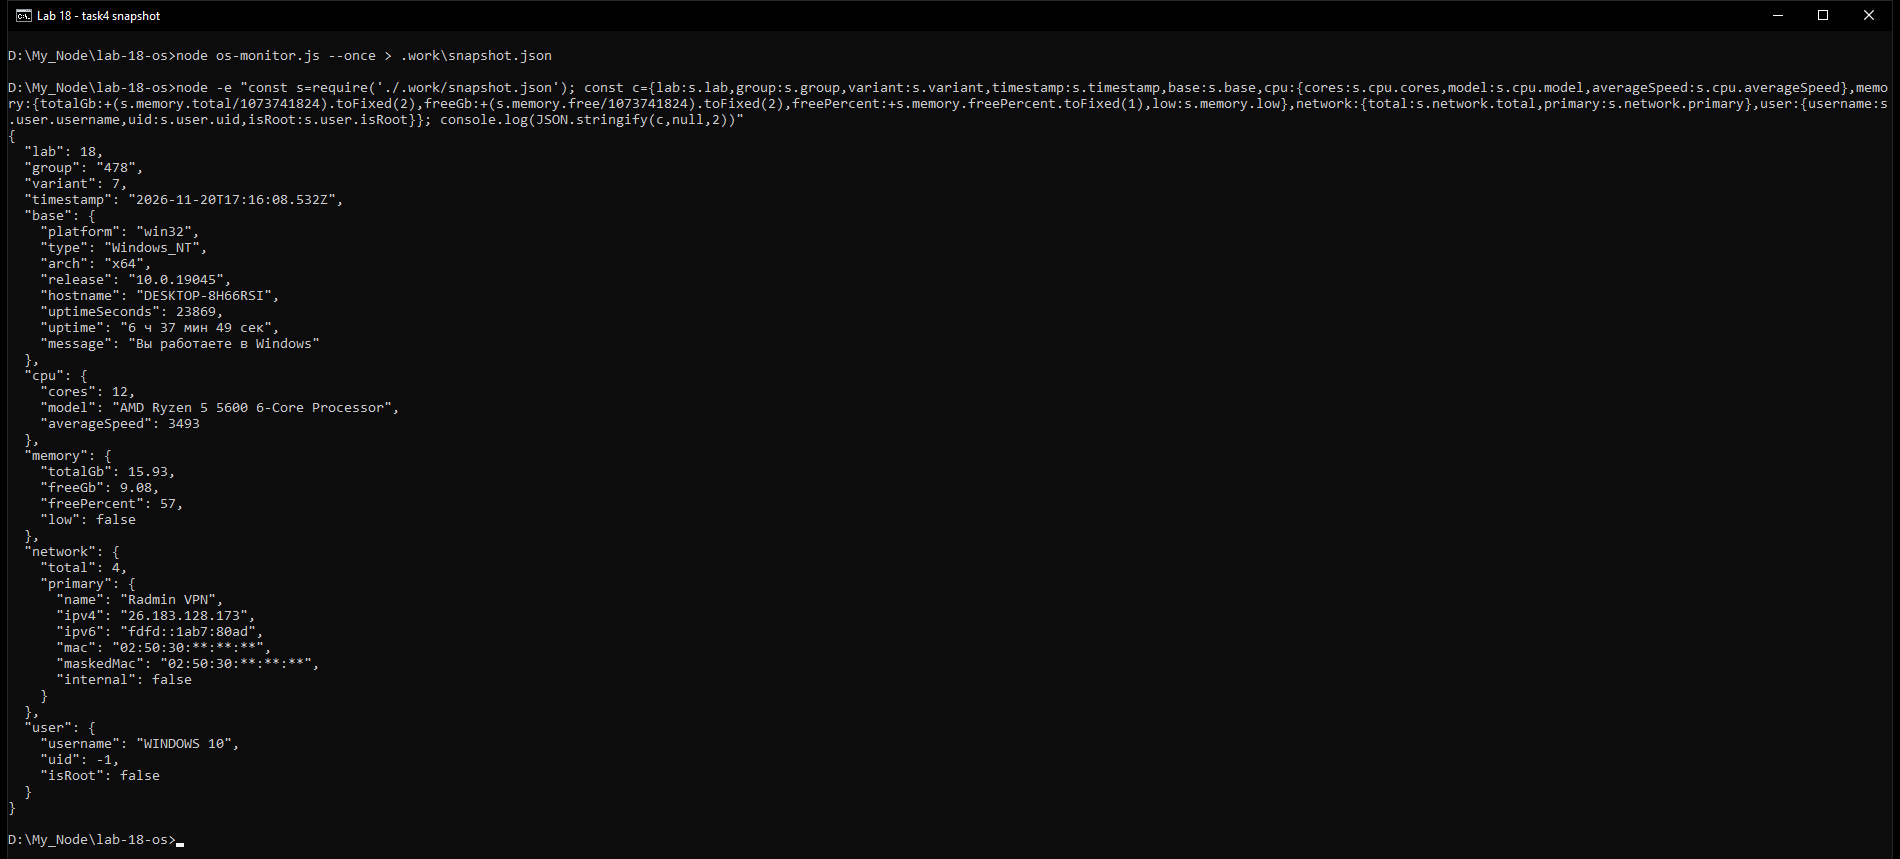 Lab 18 - task4 snapshot
D:\My_Node\lab-18-os>node os-monitor.js --once > .work\snapshot.json
D:\My_Node\lab-18-os>node -e "const s=require('./.work/snapshot.json'); const c={lab:s.lab,group:s.group,variant:s.variant,timestamp:s.timestamp,base:s.base,cpu:{cores:s.cpu.cores,model:s.cpu.model,averageSpeed:s.cpu.averageSpeed},memo
ry:{totalGb:+(s.memory.total/1073741824).toFixed(2),freeGb:+(s.memory.free/1073741824).toFixed(2),freePercent:+s.memory.freePercent.toFixed(1),low:s.memory.low},network:{total:s.network.total,primary:s.network.primary},user:{username:s
.user.username,uid:s.user.uid,isRoot:s.user.isRoot}}; console.log(JSON.stringify(c,null,2))"
{
  "lab": 18,
  "group": "478",
  "variant": 7,
  "timestamp": "2026-11-20T17:16:08.532Z",
  "base": {
    "platform": "win32",
    "type": "Windows_NT",
    "arch": "x64",
    "release": "10.0.19045",
    "hostname": "DESKTOP-8H66RSI",
    "uptimeSeconds": 23869,
    "uptime": "6 ч 37 мин 49 сек",
    "message": "Вы работаете в Windows"
  },
  "cpu": {
    "cores": 12,
    "model": "AMD Ryzen 5 5600 6-Core Processor",
    "averageSpeed": 3493
  },
  "memory": {
    "totalGb": 15.93,
    "freeGb": 9.08,
    "freePercent": 57,
    "low": false
  },
  "network": {
    "total": 4,
    "primary": {
      "name": "Radmin VPN",
      "ipv4": "26.183.128.173",
      "ipv6": "fdfd::1ab7:80ad",
      "mac": "02:50:30:**:**:**",
      "maskedMac": "02:50:30:**:**:**",
      "internal": false
    }
  },
  "user": {
    "username": "WINDOWS 10",
    "uid": -1,
    "isRoot": false
  }
}
D:\My_Node\lab-18-os>